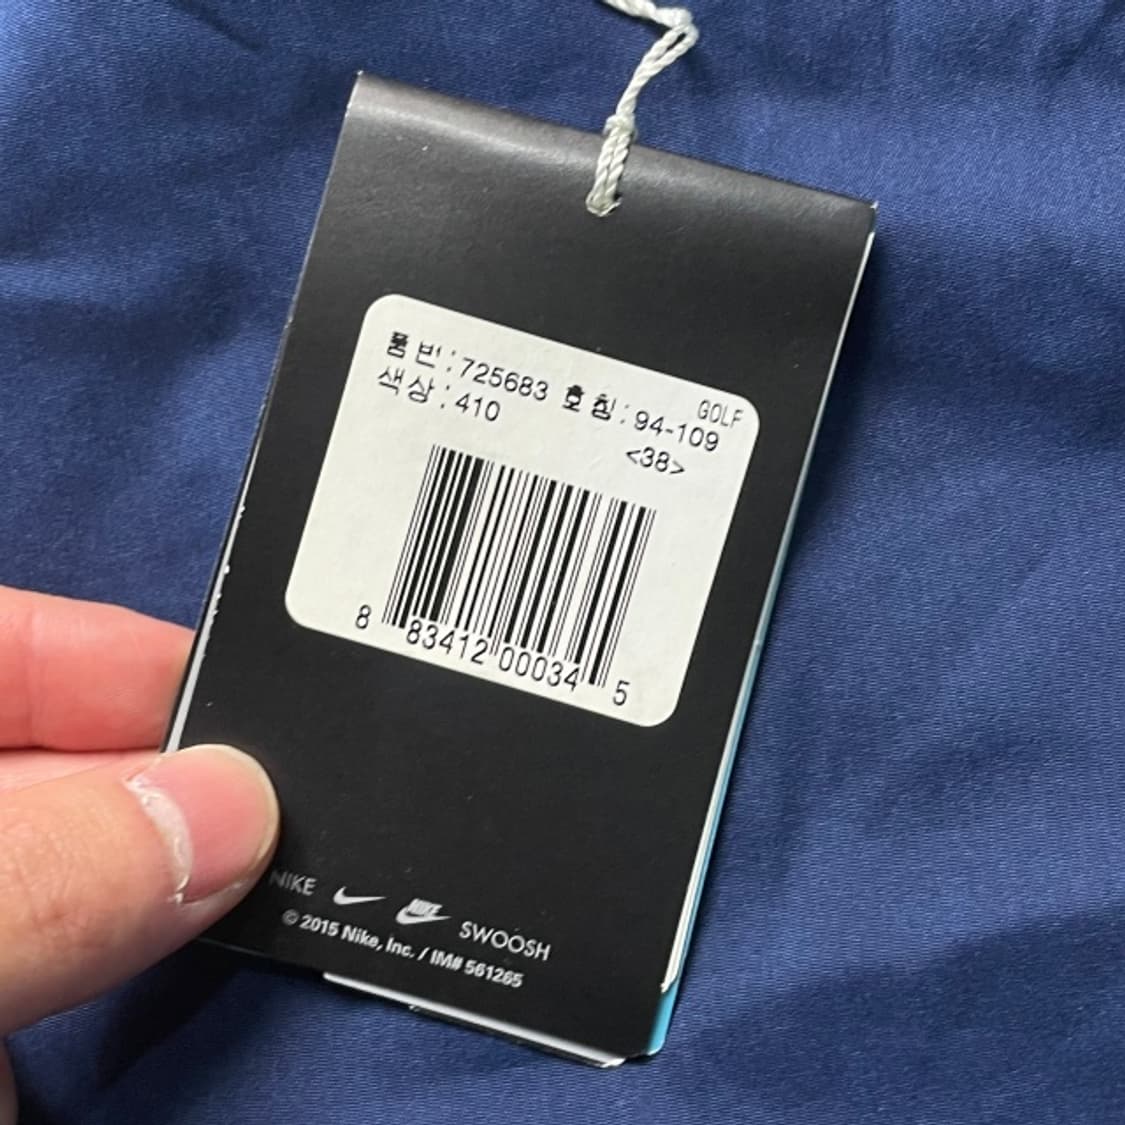 GOLF
품번:725683 호칭:94-109
색상:410 <38>
8 83412 00034 5
NIKE NIKE SWOOSH
© 2015 Nike, Inc. / IM# 561265